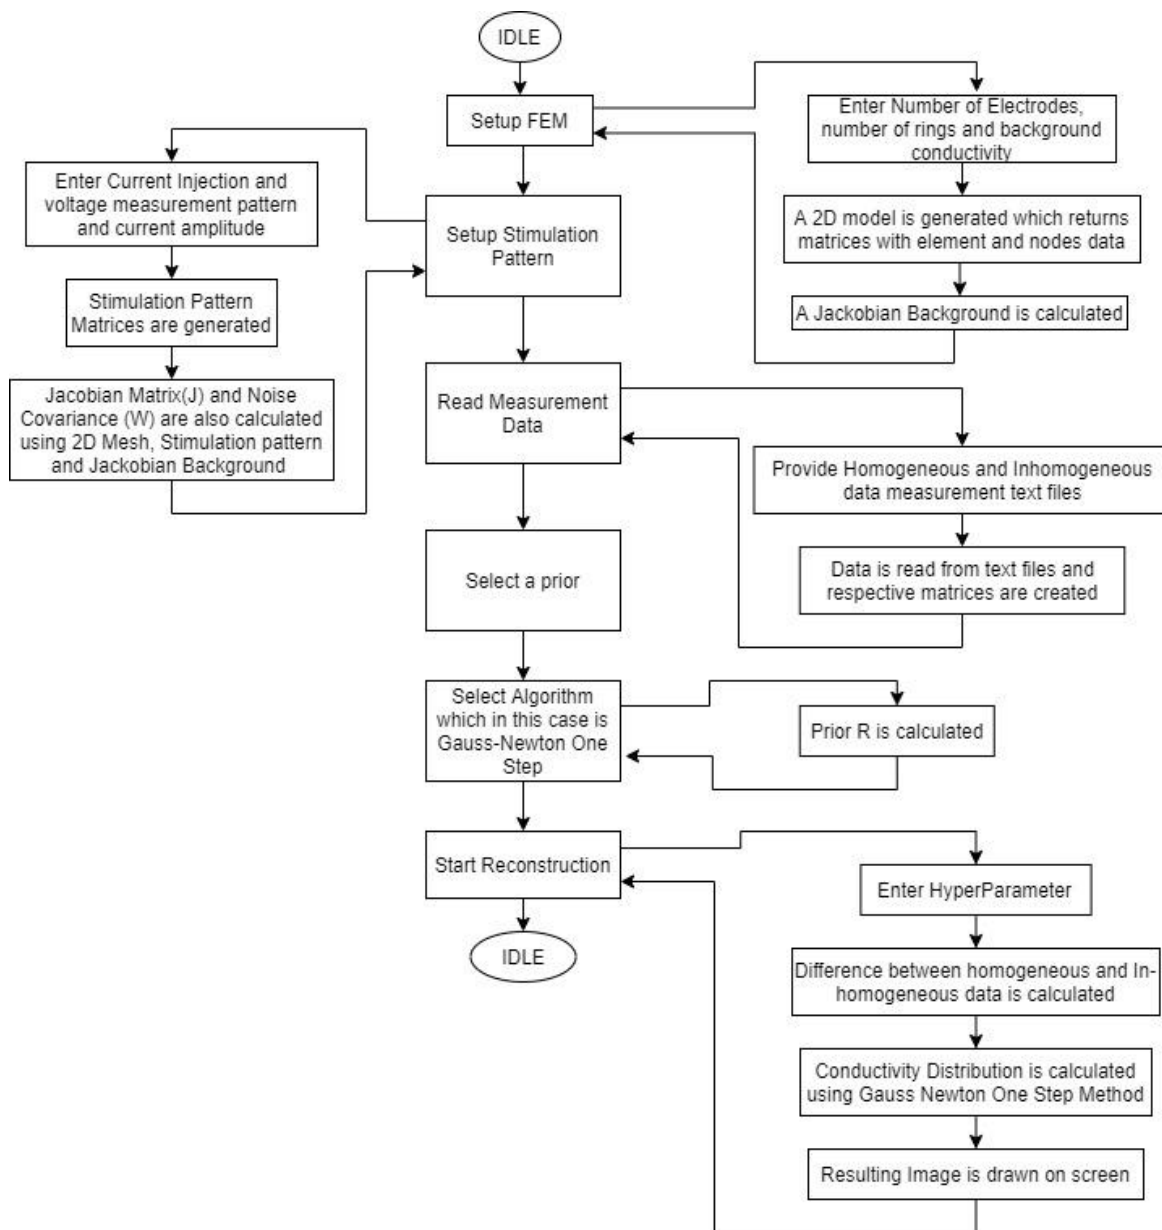 IDLE
Setup FEM
Enter Number of Electrodes,
number of rings and background
conductivity
A 2D model is generated which returns
matrices with element and nodes data
A Jackobian Background is calculated
Enter Current Injection and
voltage measurement pattern
and current amplitude
Stimulation Pattern
Matrices are generated
Jacobian Matrix(J) and Noise
Covariance (W) are also calculated
using 2D Mesh, Stimulation pattern
and Jackobian Background
Setup Stimulation
Pattern
Read Measurement
Data
Provide Homogeneous and Inhomogeneous
data measurement text files
Data is read from text files and
respective matrices are created
Select a prior
Select Algorithm
which in this case is
Gauss-Newton One
Step
Prior R is calculated
Start Reconstruction
Enter HyperParameter
Difference between homogeneous and In-
homogeneous data is calculated
Conductivity Distribution is calculated
using Gauss Newton One Step Method
Resulting Image is drawn on screen
IDLE